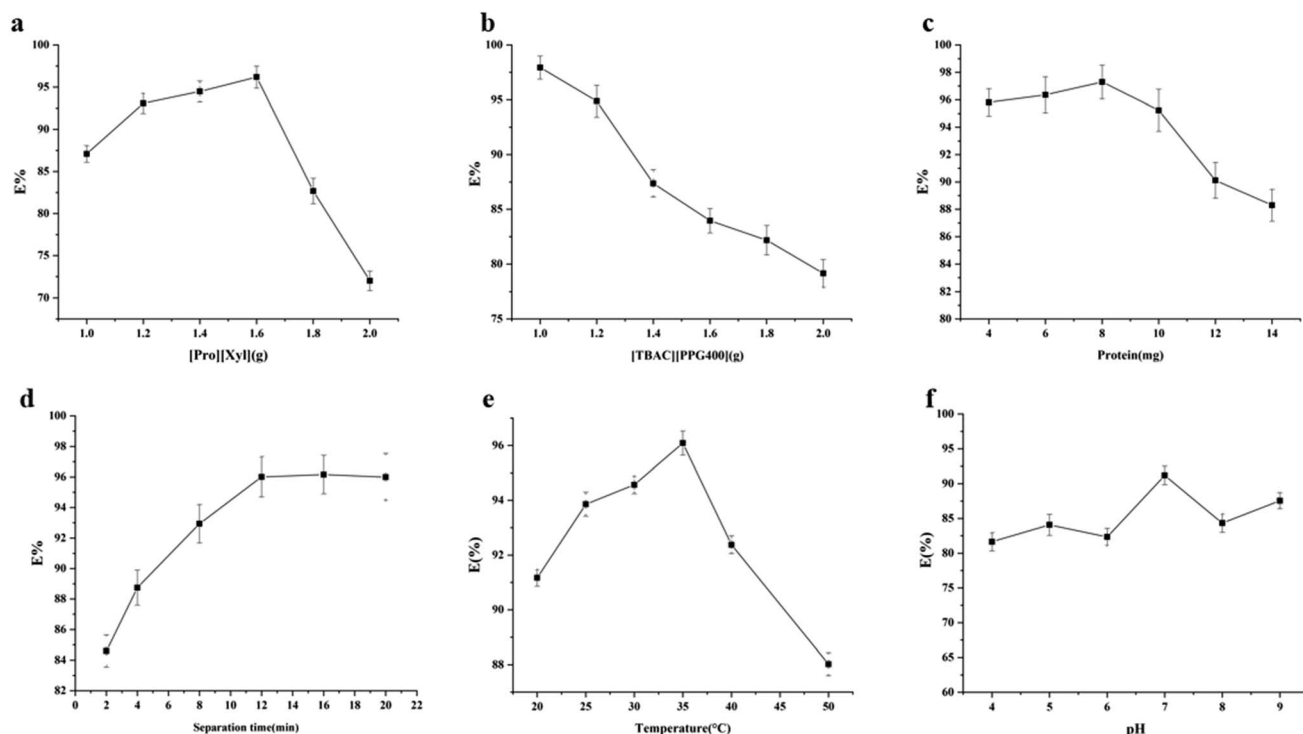 a
100
95
90
85
80
75
70
E%
1.0 1.2 1.4 1.6 1.8 2.0
[Pro][Xyl](g)
b
100
95
90
85
80
75
E%
1.0 1.2 1.4 1.6 1.8 2.0
[TBAC][PPG400](g)
c
100
98
96
94
92
90
88
86
84
82
80
E%
4 6 8 10 12 14
Protein(mg)
d
100
98
96
94
92
90
88
86
84
82
E%
0 2 4 6 8 10 12 14 16 18 20 22
Separation time(min)
e
96
94
92
90
88
E(%)
20 25 30 35 40 45 50
Temperature(°C)
f
100
95
90
85
80
75
70
65
60
E(%)
4 5 6 7 8 9
pH